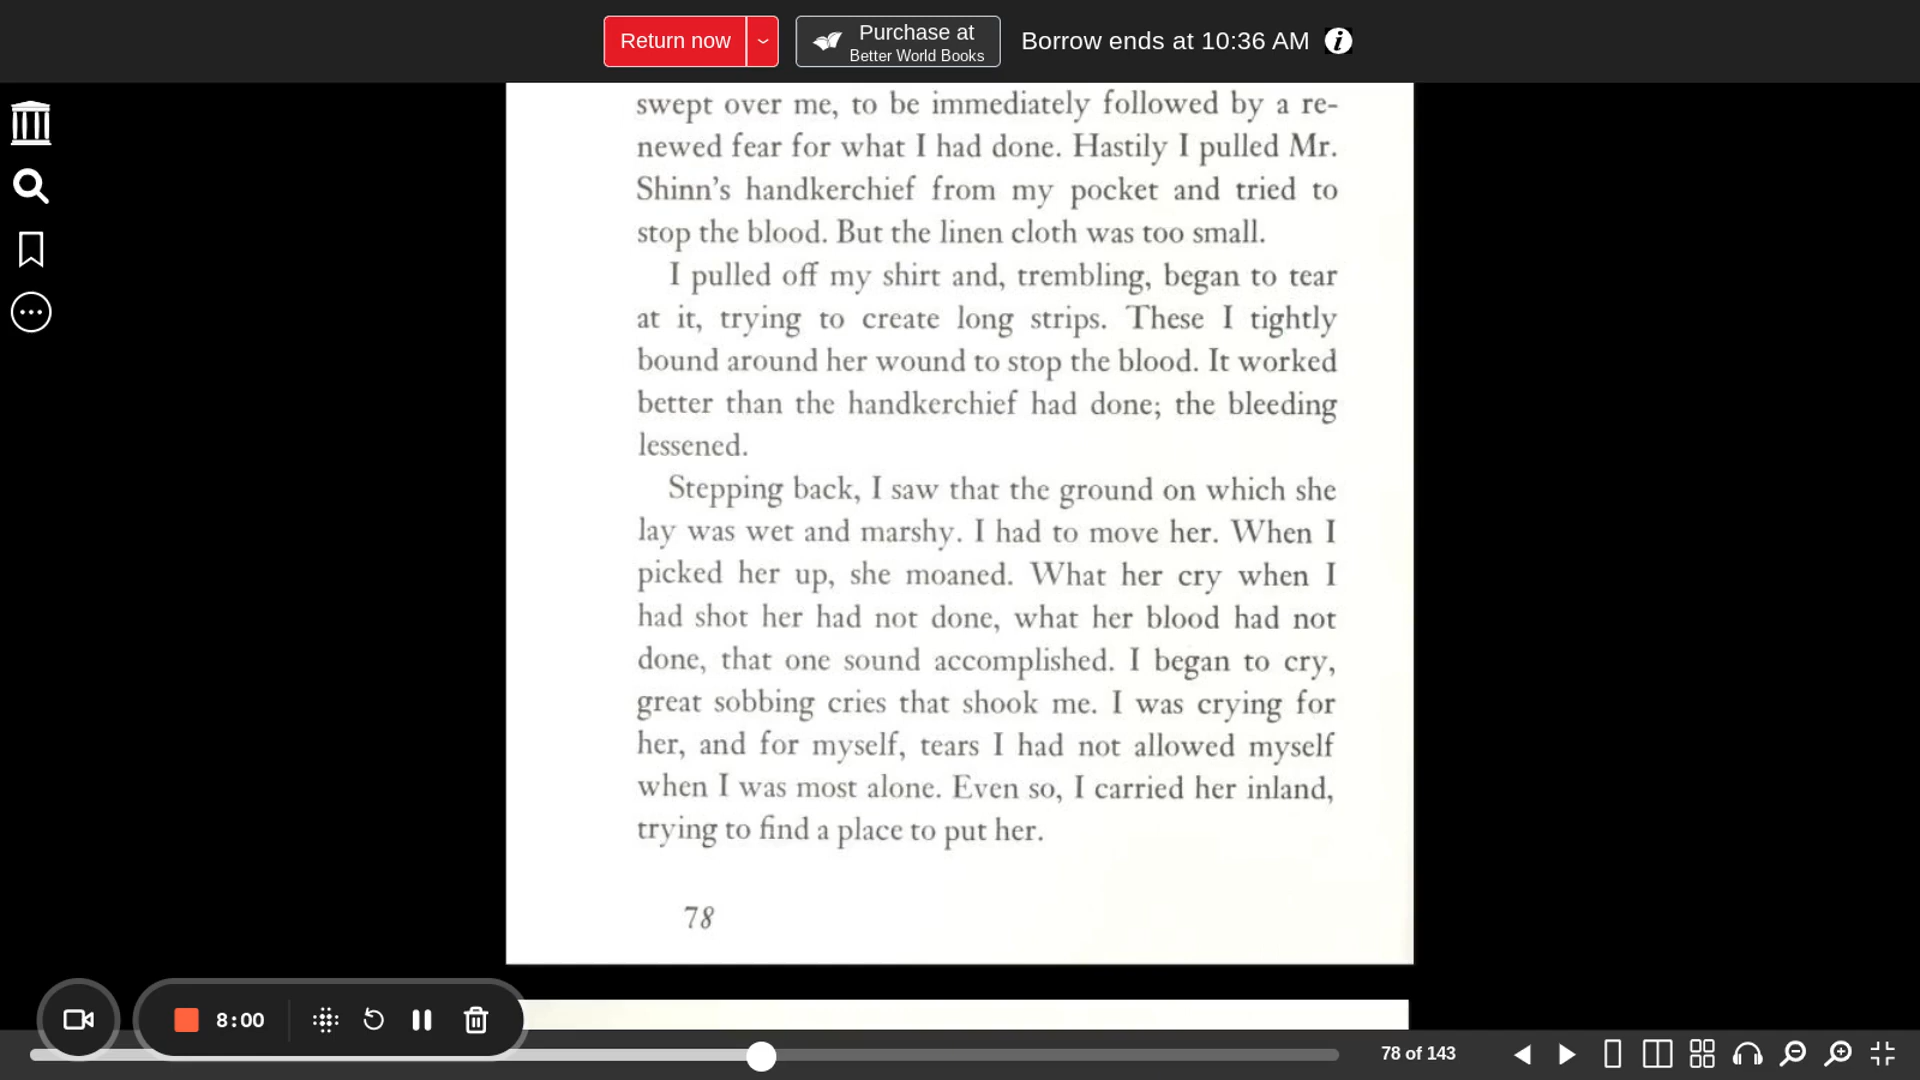 Return now
Purchase at
Better World Books
Borrow ends at 10:36 AM
swept over me, to be immediately followed by a re-
newed fear for what I had done. Hastily I pulled Mr.
Shinn's handkerchief from my pocket and tried to
stop the blood. But the linen cloth was too small.
I pulled off my shirt and, trembling, began to tear
at it, trying to create long strips. These I tightly
bound around her wound to stop the blood. It worked
better than the handkerchief had done; the bleeding
lessened.
Stepping back, I saw that the ground on which she
lay was wet and marshy. I had to move her. When I
picked her up, she moaned. What her cry when I
had shot her had not done, what her blood had not
done, that one sound accomplished. I began to cry,
great sobbing cries that shook me. I was crying for
her, and for myself, tears I had not allowed myself
when I was most alone. Even so, I carried her inland,
trying to find a place to put her.
78
8:00
78 of 143